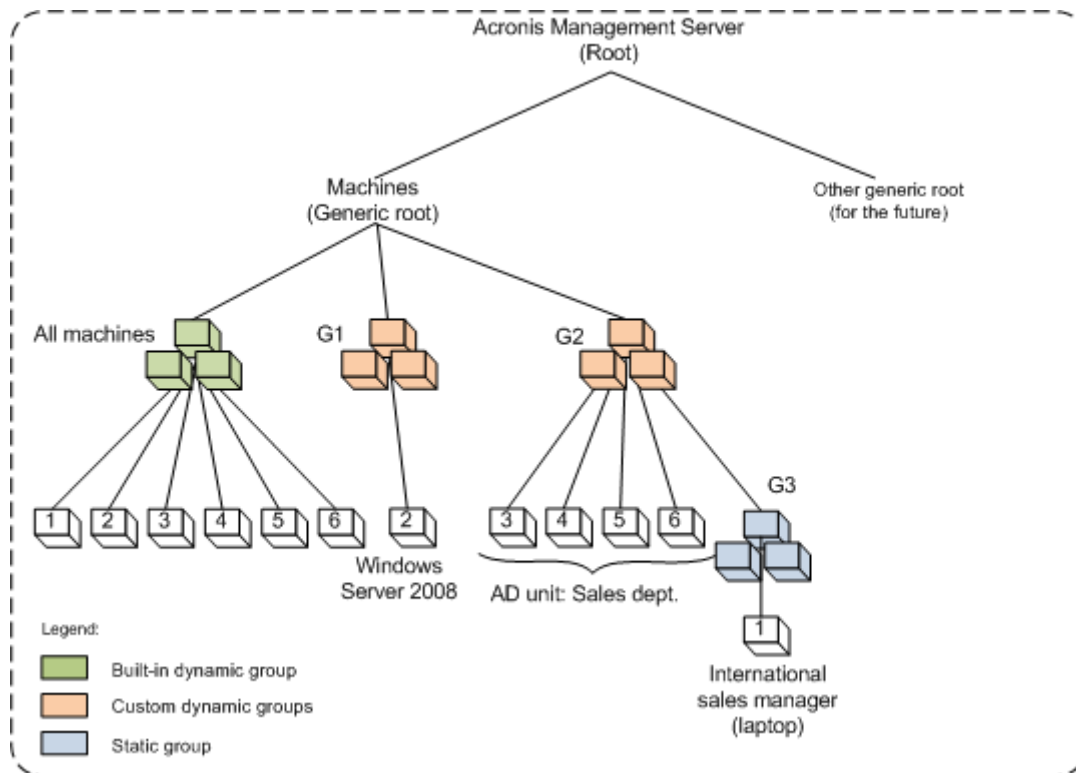 Acronis Management Server
(Root)
Machines
(Generic root)
Other generic root
(for the future)
All machines
G1
G2
1
2
3
4
5
6
2
3
4
5
6
G3
Windows
Server 2008
AD unit: Sales dept.
1
International
sales manager
(laptop)
Legend:
Built-in dynamic group
Custom dynamic groups
Static group